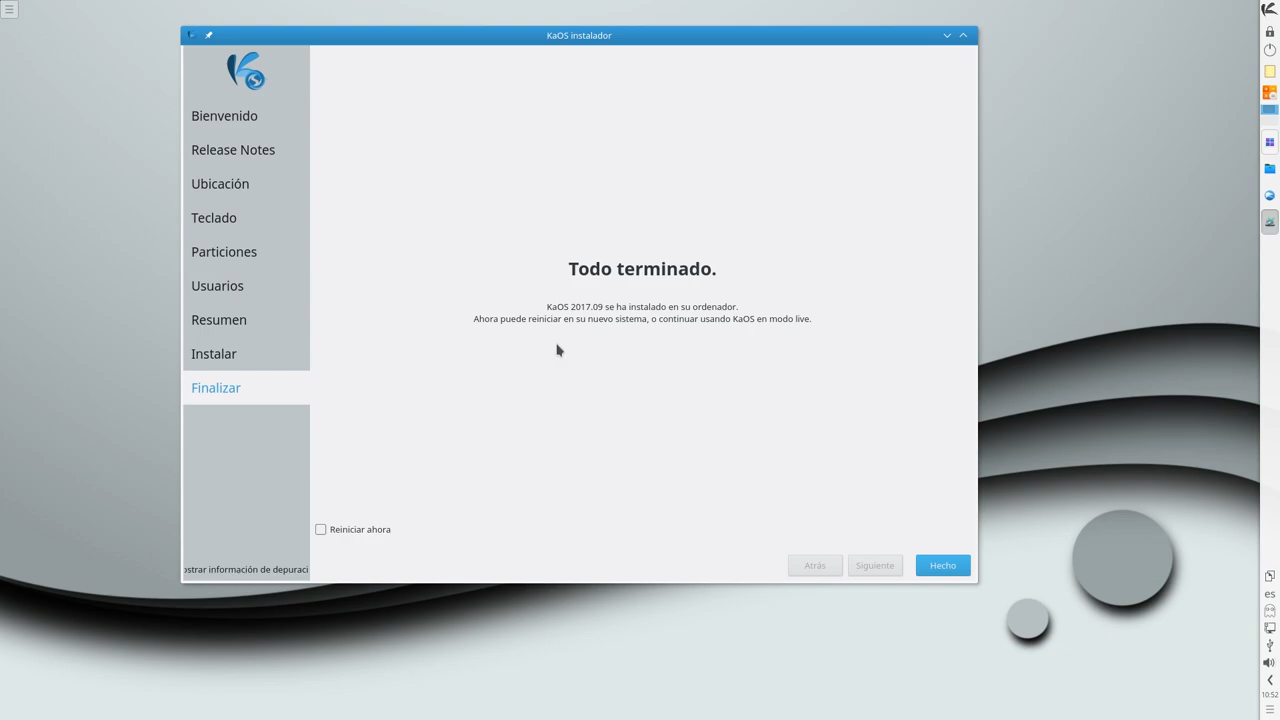 KaOS instalador
Bienvenido
Release Notes
Ubicación
Teclado
Particiones
Usuarios
Resumen
Instalar
Finalizar
ostrar información de depuraci
Todo terminado.
KaOS 2017.09 se ha instalado en su ordenador.
Ahora puede reiniciar en su nuevo sistema, o continuar usando KaOS en modo live.
Reiniciar ahora
Atrás
Siguiente
Hecho
es
10:52